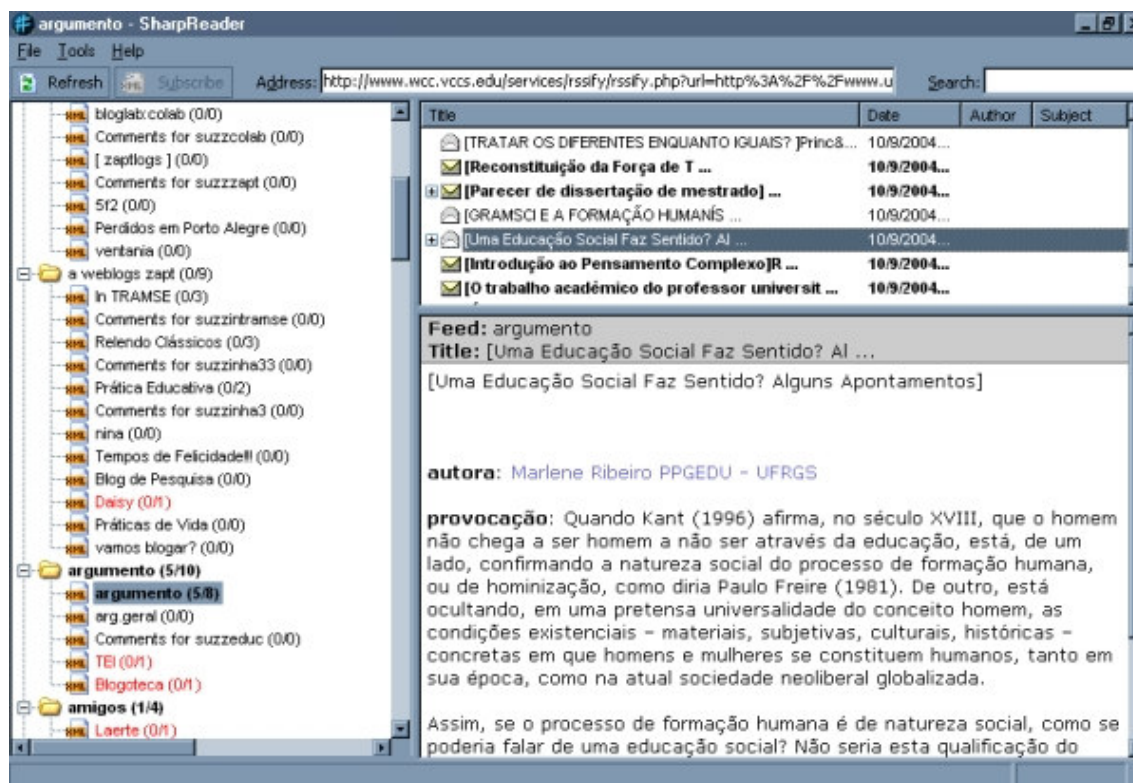 argumento - SharpReader
File Tools Help
Refresh Subscribe Address: http://www.wcc.vccs.edu/services/rssify/rssify.php?url=http%3A%2F%2Fwww.u Search:
bloglab:colab (0/0)
Comments for suzzcolab (0/0)
[ zaptlogs ] (0/0)
Comments for suzzzapt (0/0)
5f2 (0/0)
Perdidos em Porto Alegre (0/0)
ventania (0/0)
a weblogs zapt (0/9)
In TRAMSE (0/3)
Comments for suzzintramse (0/0)
Relendo Clássicos (0/3)
Comments for suzzinha33 (0/0)
Prática Educativa (0/2)
Comments for suzzinha3 (0/0)
nina (0/0)
Tempos de Felicidade!!! (0/0)
Blog de Pesquisa (0/0)
Daisy (0/1)
Práticas de Vida (0/0)
vamos blogar? (0/0)
argumento (5/10)
argumento (5/8)
arg.geral (0/0)
Comments for suzzeduc (0/0)
TEI (0/1)
Blogoteca (0/1)
amigos (1/4)
Laerte (0/1)
Title Date Author Subject
[TRATAR OS DIFERENTES ENQUANTO IGUAIS? ]Princ&... 10/9/2004...
[Reconstituição da Força de T ... 10/9/2004...
[Parecer de dissertação de mestrado] ... 10/9/2004...
[GRAMSCI E A FORMAÇÃO HUMANÍS ... 10/9/2004...
[Uma Educação Social Faz Sentido? Al ... 10/9/2004...
[Introdução ao Pensamento Complexo]R ... 10/9/2004...
[O trabalho acadêmico do professor universit ... 10/9/2004...
Feed: argumento
Title: [Uma Educação Social Faz Sentido? Al ...
[Uma Educação Social Faz Sentido? Alguns Apontamentos]
autora: Marlene Ribeiro PPGEDU - UFRGS
provocação: Quando Kant (1996) afirma, no século XVIII, que o homem
não chega a ser homem a não ser através da educação, está, de um
lado, confirmando a natureza social do processo de formação humana,
ou de hominização, como diria Paulo Freire (1981). De outro, está
ocultando, em uma pretensa universalidade do conceito homem, as
condições existenciais - materiais, subjetivas, culturais, históricas -
concretas em que homens e mulheres se constituem humanos, tanto em
sua época, como na atual sociedade neoliberal globalizada.
Assim, se o processo de formação humana é de natureza social, como se
poderia falar de uma educação social? Não seria esta qualificação do